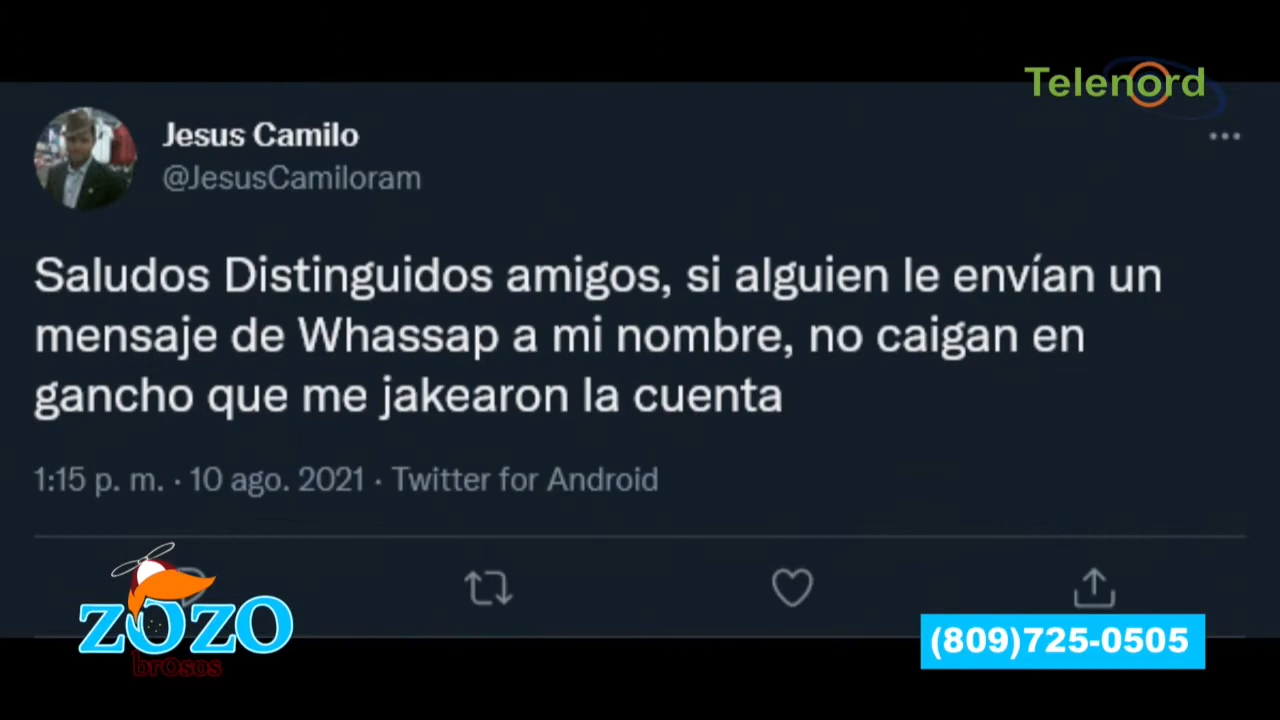 Telenord
Jesus Camilo
@JesusCamiloram
Saludos Distinguidos amigos, si alguien le envían un
mensaje de Whassap a mi nombre, no caigan en
gancho que me jakearon la cuenta
1:15 p. m. · 10 ago. 2021 · Twitter for Android
ZOZO
brOsos
(809)725-0505